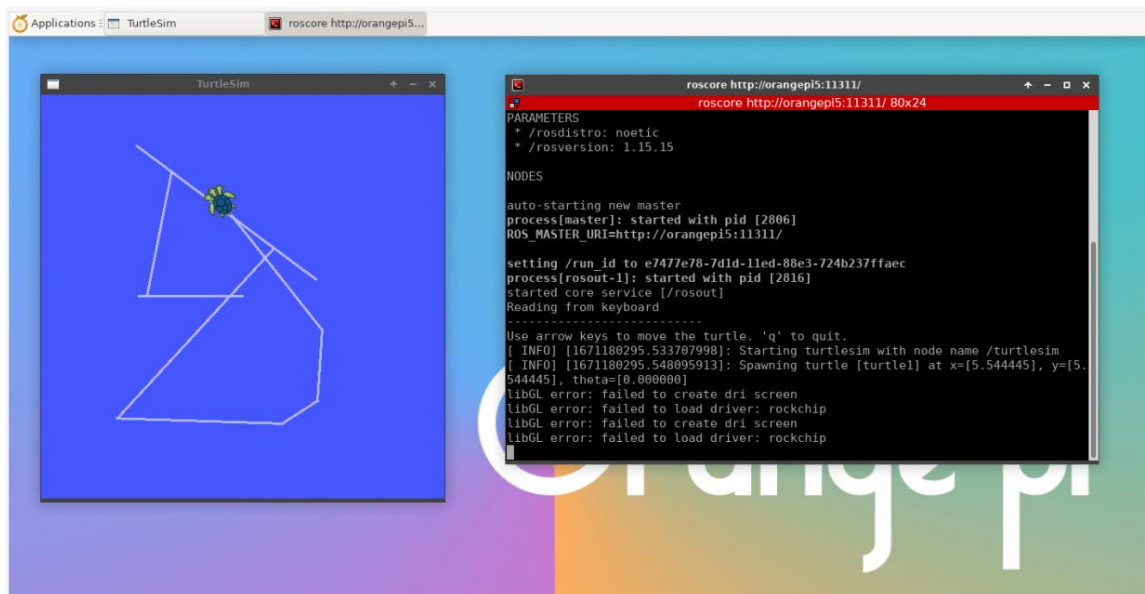 Applications
TurtleSim
roscore http://orangepi5...
TurtleSim
roscore http://orangepi5:11311/
roscore http://orangepi5:11311/ 80x24
PARAMETERS
 * /rosdistro: noetic
 * /rosversion: 1.15.15
NODES
auto-starting new master
process[master]: started with pid [2806]
ROS_MASTER_URI=http://orangepi5:11311/
setting /run_id to e7477e78-7d1d-11ed-88e3-724b237ffaec
process[rosout-1]: started with pid [2816]
started core service [/rosout]
Reading from keyboard
---------------------------
Use arrow keys to move the turtle. 'q' to quit.
[ INFO] [1671180295.533707998]: Starting turtlesim with node name /turtlesim
[ INFO] [1671180295.548095913]: Spawning turtle [turtle1] at x=[5.544445], y=[5.
544445], theta=[0.000000]
libGL error: failed to create dri screen
libGL error: failed to load driver: rockchip
libGL error: failed to create dri screen
libGL error: failed to load driver: rockchip
Orange pi